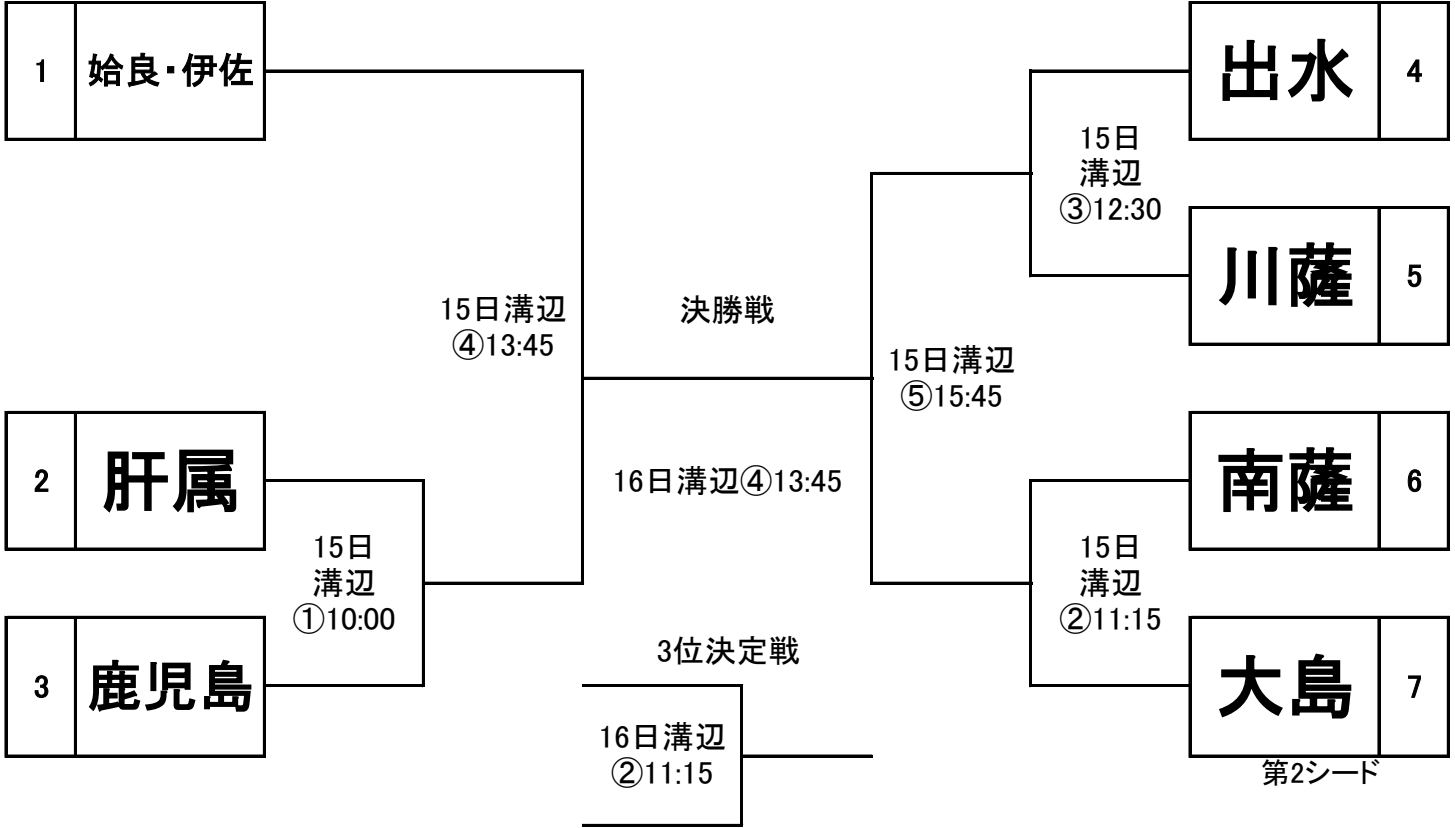 1 姶良・伊佐
出水 4
15日
溝辺
③12:30
川薩 5
15日溝辺
④13:45
決勝戦
15日溝辺
⑤15:45
2 肝属
16日溝辺④13:45
南薩 6
15日
溝辺
①10:00
15日
溝辺
②11:15
3 鹿児島
3位決定戦
大島 7
16日溝辺
②11:15
第2シード